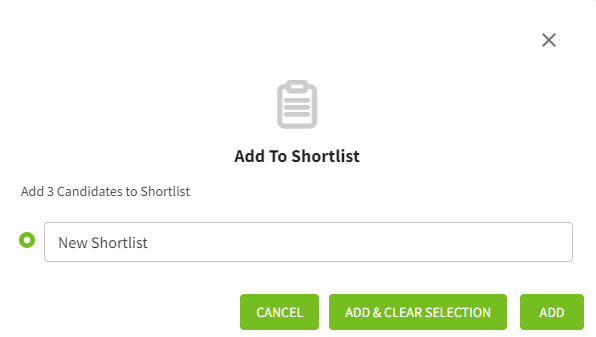 Add To Shortlist
Add 3 Candidates to Shortlist
New Shortlist
CANCEL
ADD & CLEAR SELECTION
ADD